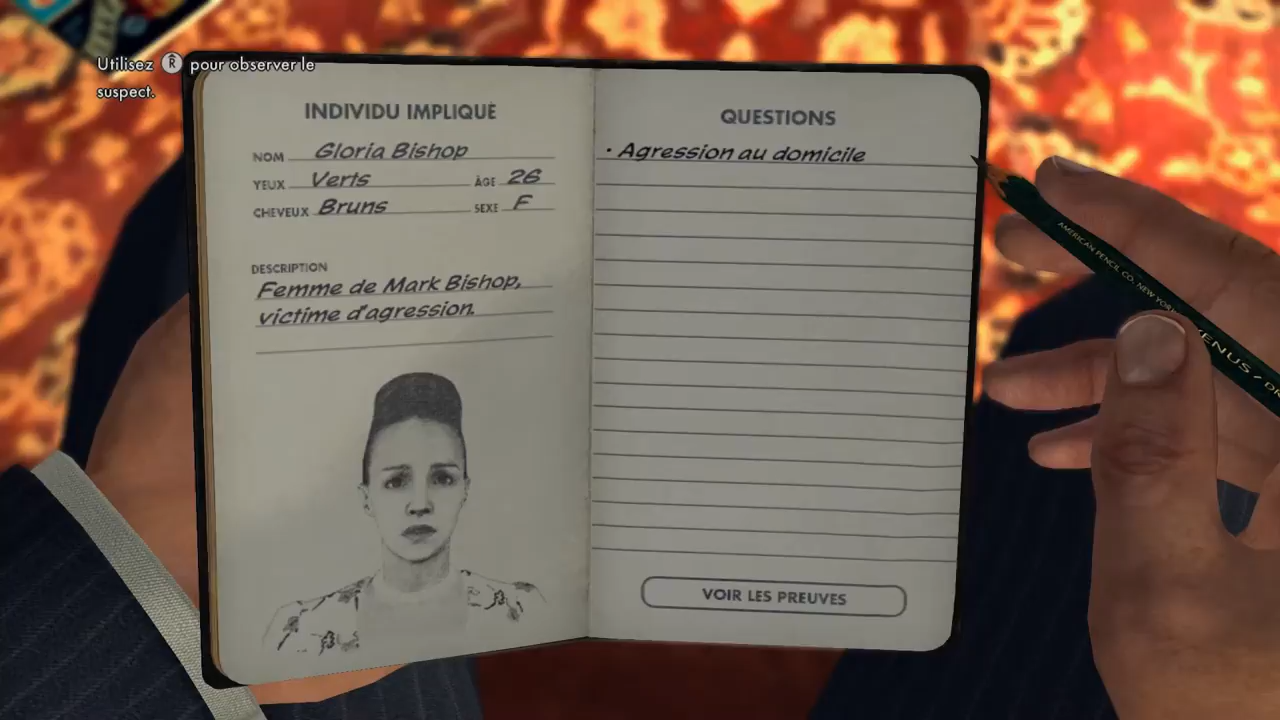 Utilisez R pour observer le
suspect.
INDIVIDU IMPLIQUÉ
NOM Gloria Bishop
YEUX Verts ÂGE 26
CHEVEUX Bruns SEXE F
DESCRIPTION
Femme de Mark Bishop,
victime d'agression.
QUESTIONS
• Agression au domicile
VOIR LES PREUVES
AMERICAN PENCIL CO. NEW YORK
VENUS